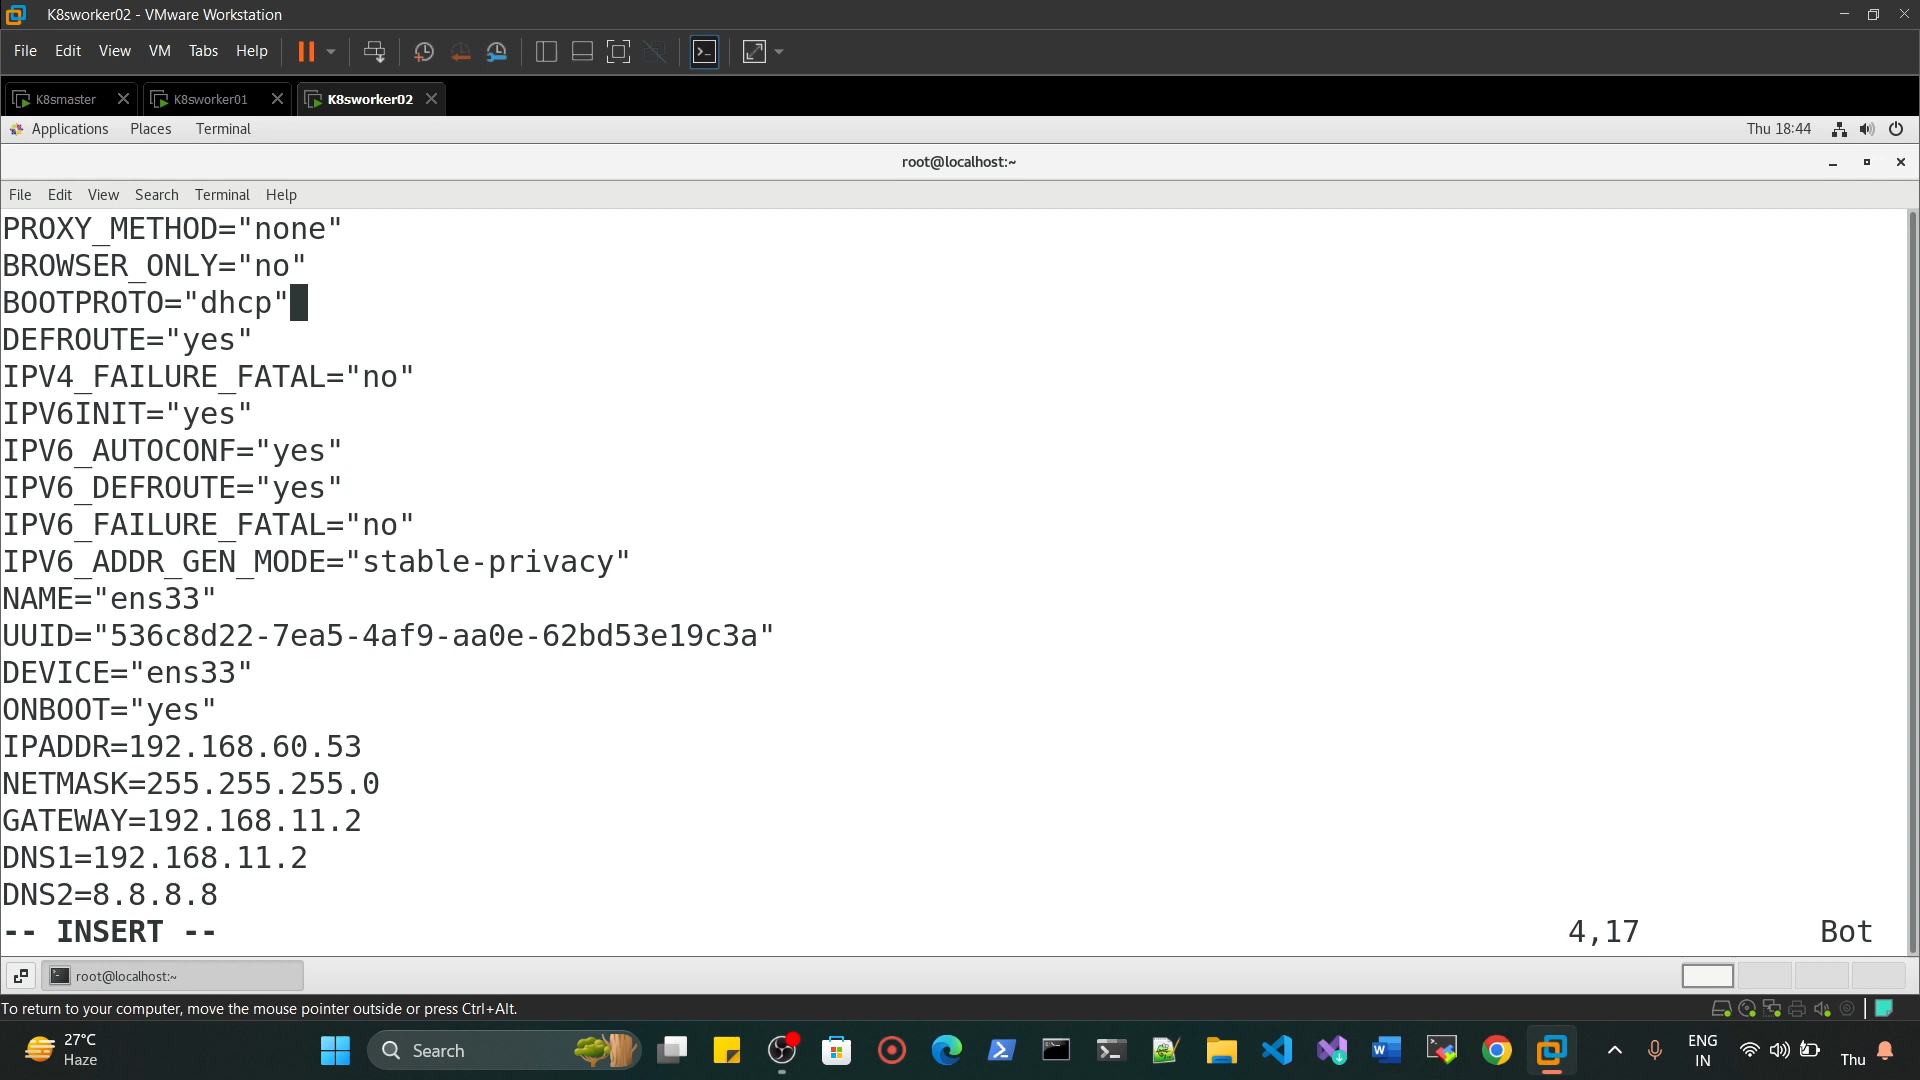 K8sworker02 - VMware Workstation
File Edit View VM Tabs Help
K8smaster K8sworker01 K8sworker02
Applications Places Terminal Thu 18:44
root@localhost:~
File Edit View Search Terminal Help
PROXY_METHOD="none"
BROWSER_ONLY="no"
BOOTPROTO="dhcp"
DEFROUTE="yes"
IPV4_FAILURE_FATAL="no"
IPV6INIT="yes"
IPV6_AUTOCONF="yes"
IPV6_DEFROUTE="yes"
IPV6_FAILURE_FATAL="no"
IPV6_ADDR_GEN_MODE="stable-privacy"
NAME="ens33"
UUID="536c8d22-7ea5-4af9-aa0e-62bd53e19c3a"
DEVICE="ens33"
ONBOOT="yes"
IPADDR=192.168.60.53
NETMASK=255.255.255.0
GATEWAY=192.168.11.2
DNS1=192.168.11.2
DNS2=8.8.8.8
-- INSERT -- 4,17 Bot
root@localhost:~
To return to your computer, move the mouse pointer outside or press Ctrl+Alt.
27°C
Haze
Search
ENG
IN
Thu